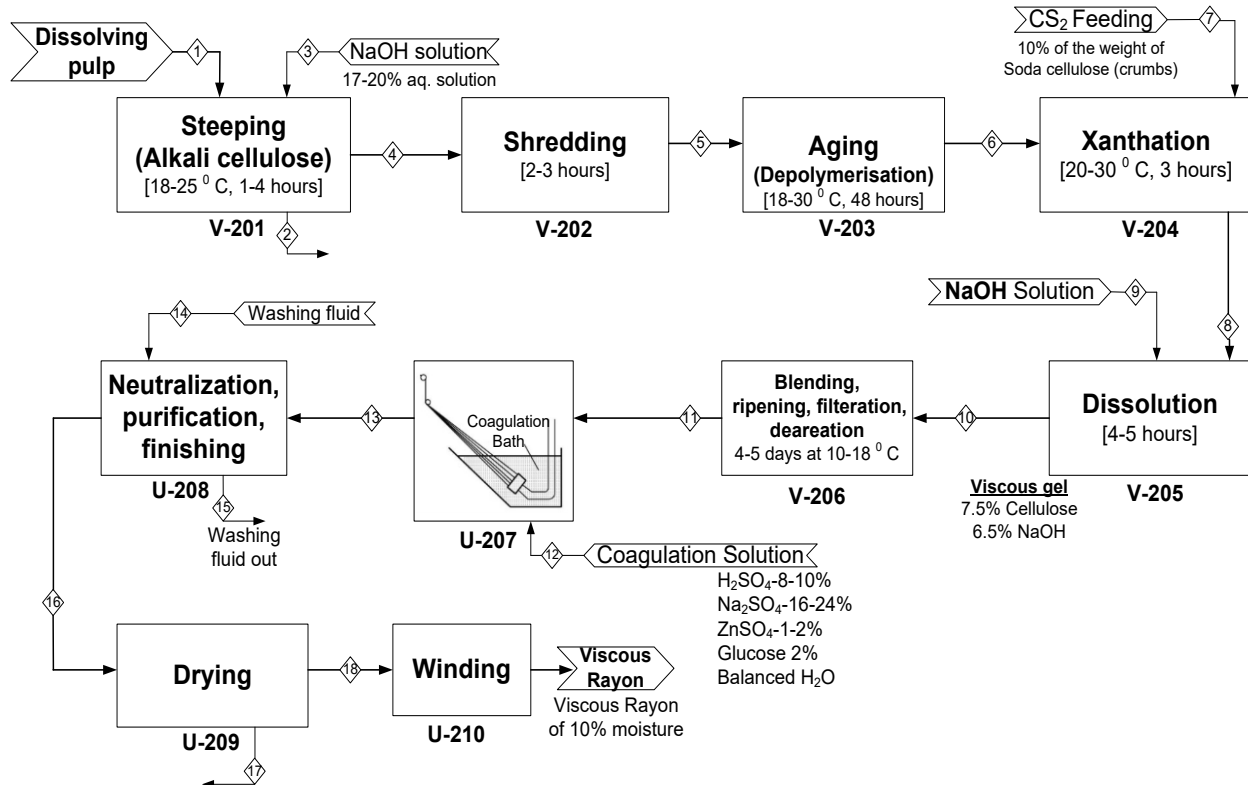 Dissolving
pulp
1
3
NaOH solution
17-20% aq. solution
CS₂ Feeding
7
10% of the weight of
Soda cellulose (crumbs)
Steeping
(Alkali cellulose)
[18-25 ⁰ C, 1-4 hours]
V-201
2
4
Shredding
[2-3 hours]
V-202
5
Aging
(Depolymerisation)
[18-30 ⁰ C, 48 hours]
V-203
6
Xanthation
[20-30 ⁰ C, 3 hours]
V-204
NaOH Solution
9
8
14
Washing fluid
Neutralization,
purification,
finishing
U-208
15
Washing
fluid out
13
Coagulation
Bath
U-207
11
Blending,
ripening, filteration,
deareation
4-5 days at 10-18 ⁰ C
V-206
10
Viscous gel
7.5% Cellulose
6.5% NaOH
Dissolution
[4-5 hours]
V-205
12
Coagulation Solution
H₂SO₄-8-10%
Na₂SO₄-16-24%
ZnSO₄-1-2%
Glucose 2%
Balanced H₂O
16
Drying
U-209
17
18
Winding
U-210
Viscous
Rayon
Viscous Rayon
of 10% moisture